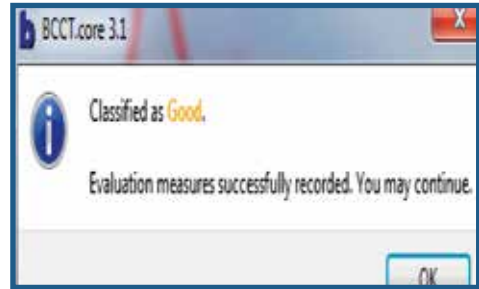 b BCCT.core 3.1
X
Classified as Good.
Evaluation measures successfully recorded. You may continue.
OK